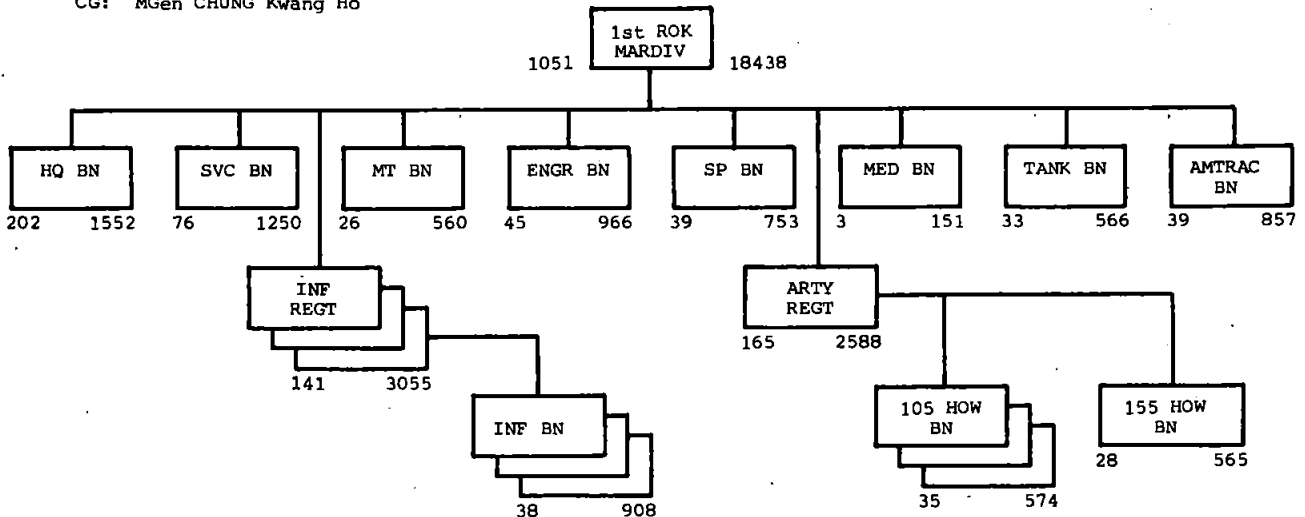 CG: MGen CHUNG Kwang Ho
1st ROK
MARDIV
1051 18438
HQ BN
SVC BN
MT BN
ENGR BN
SP BN
MED BN
TANK BN
AMTRAC
BN
202 1552
76 1250
26 560
45 966
39 753
3 151
33 566
39 857
INF
REGT
141 3055
ARTY
REGT
165 2588
INF BN
38 908
105 HOW
BN
35 574
155 HOW
BN
28 565